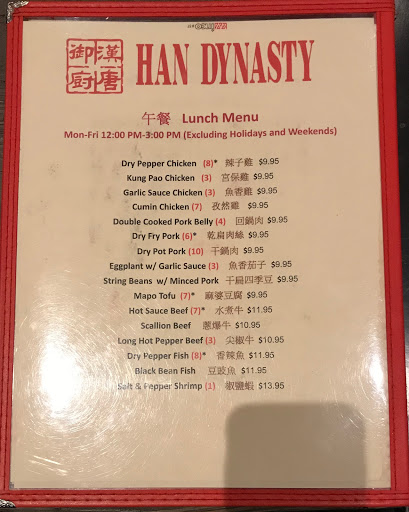 御漢
厨唐
HAN DYNASTY
午餐 Lunch Menu
Mon-Fri 12:00 PM-3:00 PM (Excluding Holidays and Weekends)
Dry Pepper Chicken (8)* 辣子雞 $9.95
Kung Pao Chicken (3) 宮保雞 $9.95
Garlic Sauce Chicken (3) 魚香雞 $9.95
Cumin Chicken (7) 孜然雞 $9.95
Double Cooked Pork Belly (4) 回鍋肉 $9.95
Dry Fry Pork (6)* 乾扁肉絲 $9.95
Dry Pot Pork (10) 干鍋肉 $9.95
Eggplant w/ Garlic Sauce (3) 魚香茄子 $9.95
String Beans w/ Minced Pork 干扁四季豆 $9.95
Mapo Tofu (7)* 麻婆豆腐 $9.95
Hot Sauce Beef (7)* 水煮牛 $11.95
Scallion Beef 蔥爆牛 $10.95
Long Hot Pepper Beef (3) 尖椒牛 $10.95
Dry Pepper Fish (8)* 香辣魚 $11.95
Black Bean Fish 豆豉魚 $11.95
Salt & Pepper Shrimp (1) 椒鹽蝦 $13.95